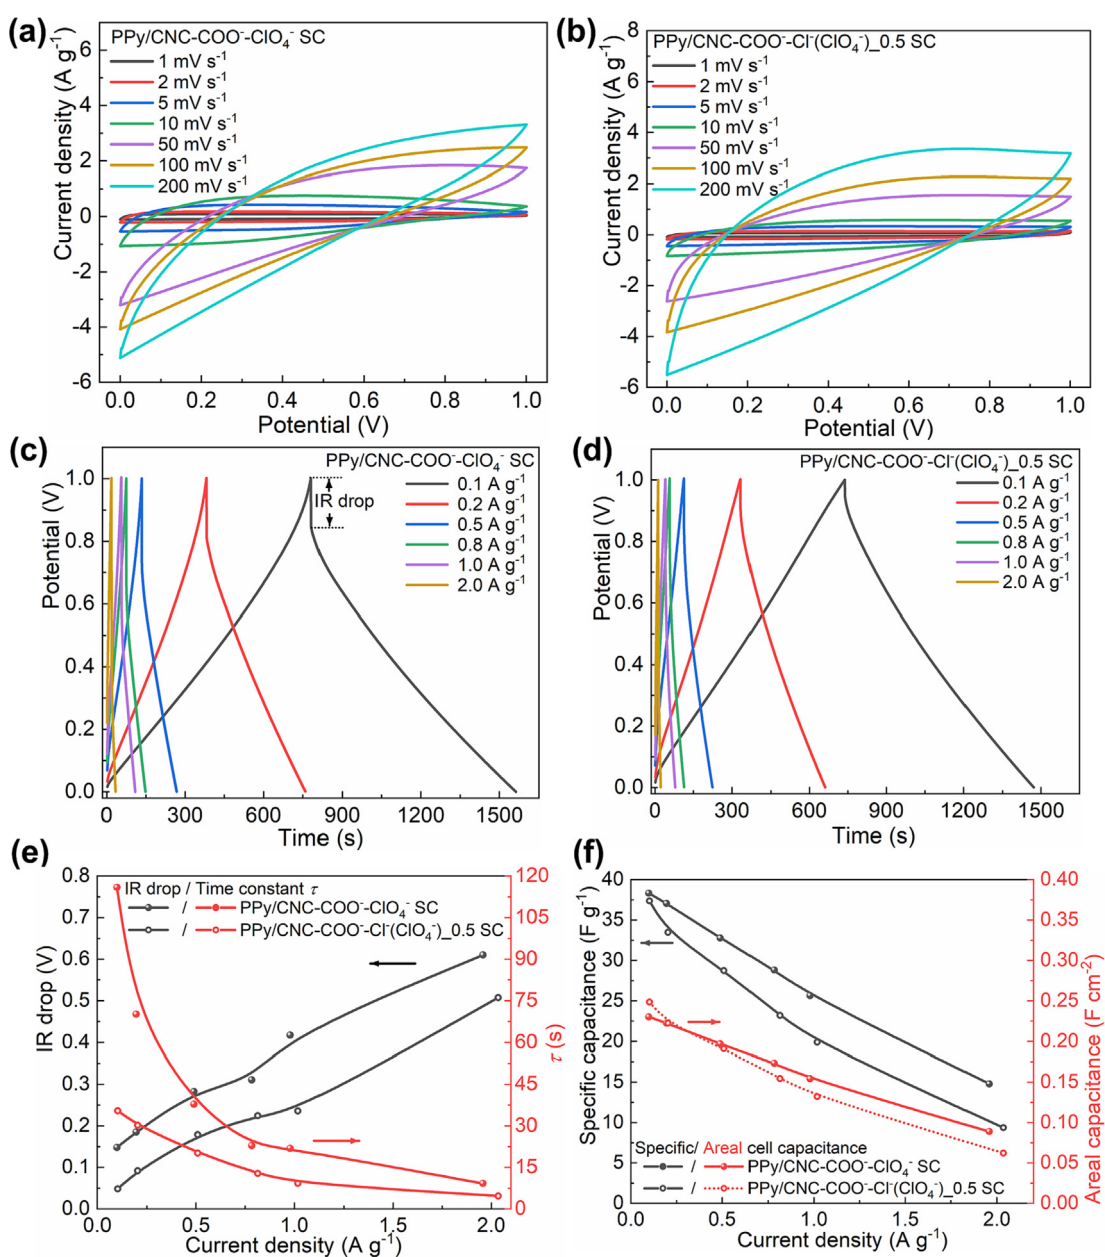 (a)
PPy/CNC-COO⁻-ClO₄⁻ SC
1 mV s⁻¹
2 mV s⁻¹
5 mV s⁻¹
10 mV s⁻¹
50 mV s⁻¹
100 mV s⁻¹
200 mV s⁻¹
Current density (A g⁻¹)
6
4
2
0
-2
-4
-6
0.0 0.2 0.4 0.6 0.8 1.0
Potential (V)
(b)
PPy/CNC-COO⁻-Cl⁻(ClO₄⁻)_0.5 SC
1 mV s⁻¹
2 mV s⁻¹
5 mV s⁻¹
10 mV s⁻¹
50 mV s⁻¹
100 mV s⁻¹
200 mV s⁻¹
Current density (A g⁻¹)
8
6
4
2
0
-2
-4
-6
0.0 0.2 0.4 0.6 0.8 1.0
Potential (V)
(c)
PPy/CNC-COO⁻-ClO₄⁻ SC
0.1 A g⁻¹
0.2 A g⁻¹
0.5 A g⁻¹
0.8 A g⁻¹
1.0 A g⁻¹
2.0 A g⁻¹
IR drop
Potential (V)
1.0
0.8
0.6
0.4
0.2
0.0
0 300 600 900 1200 1500
Time (s)
(d)
PPy/CNC-COO⁻-Cl⁻(ClO₄⁻)_0.5 SC
0.1 A g⁻¹
0.2 A g⁻¹
0.5 A g⁻¹
0.8 A g⁻¹
1.0 A g⁻¹
2.0 A g⁻¹
Potential (V)
1.0
0.8
0.6
0.4
0.2
0.0
0 300 600 900 1200 1500
Time (s)
(e)
IR drop / Time constant τ
/ PPy/CNC-COO⁻-ClO₄⁻ SC
/ PPy/CNC-COO⁻-Cl⁻(ClO₄⁻)_0.5 SC
IR drop (V)
0.8
0.7
0.6
0.5
0.4
0.3
0.2
0.1
0.0
τ (s)
120
105
90
75
60
45
30
15
0
0.0 0.5 1.0 1.5 2.0
Current density (A g⁻¹)
(f)
Specific capacitance (F g⁻¹)
40
35
30
25
20
15
10
5
0
Areal capacitance (F cm⁻²)
0.40
0.35
0.30
0.25
0.20
0.15
0.10
0.05
0.00
Specific/ Areal cell capacitance
/ PPy/CNC-COO⁻-ClO₄⁻ SC
/ PPy/CNC-COO⁻-Cl⁻(ClO₄⁻)_0.5 SC
0.0 0.5 1.0 1.5 2.0
Current density (A g⁻¹)